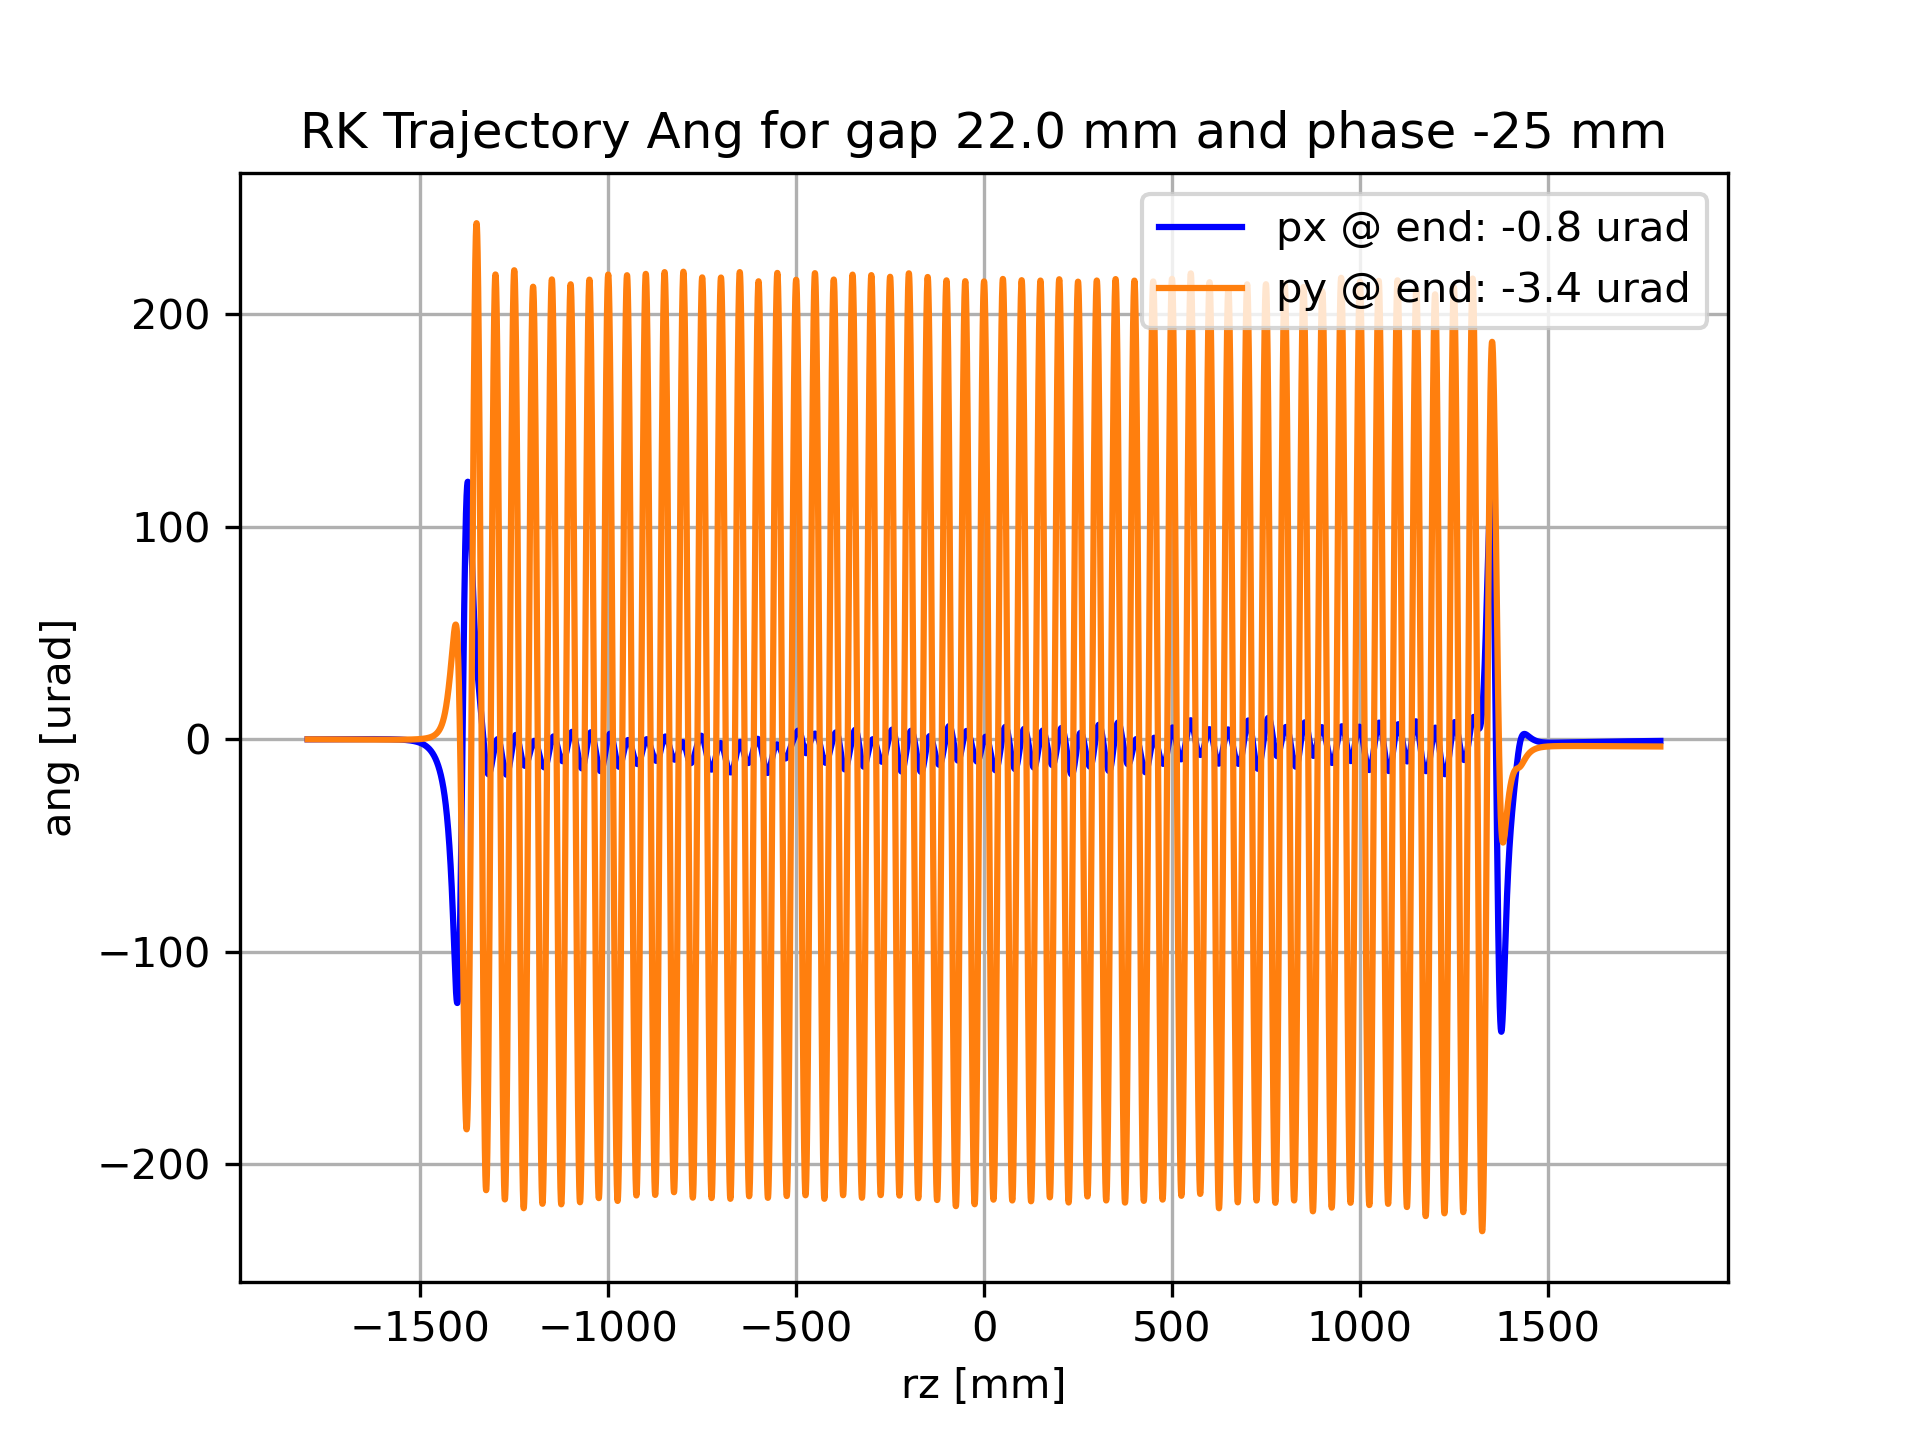 RK Trajectory Ang for gap 22.0 mm and phase -25 mm
px @ end: -0.8 urad
py @ end: -3.4 urad
200
100
0
−100
−200
ang [urad]
−1500 −1000 −500 0 500 1000 1500
rz [mm]